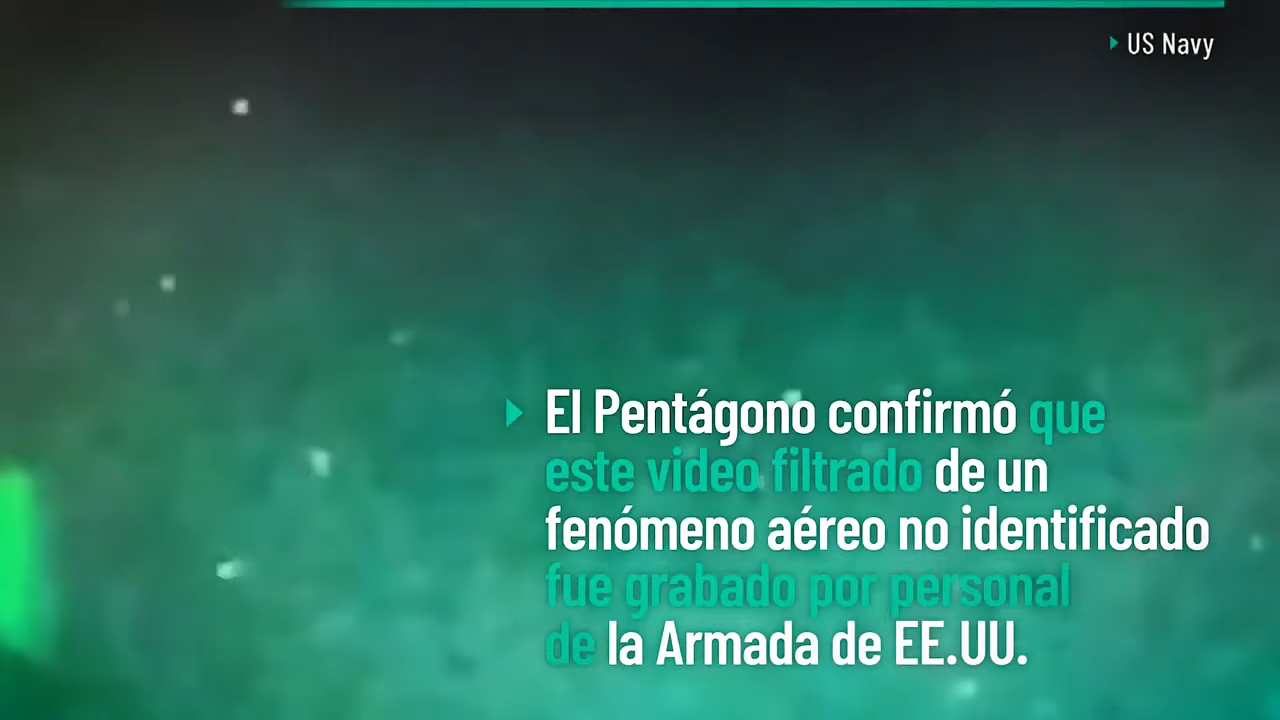 US Navy
El Pentágono confirmó que
este video filtrado de un
fenómeno aéreo no identificado
fue grabado por personal
de la Armada de EE.UU.